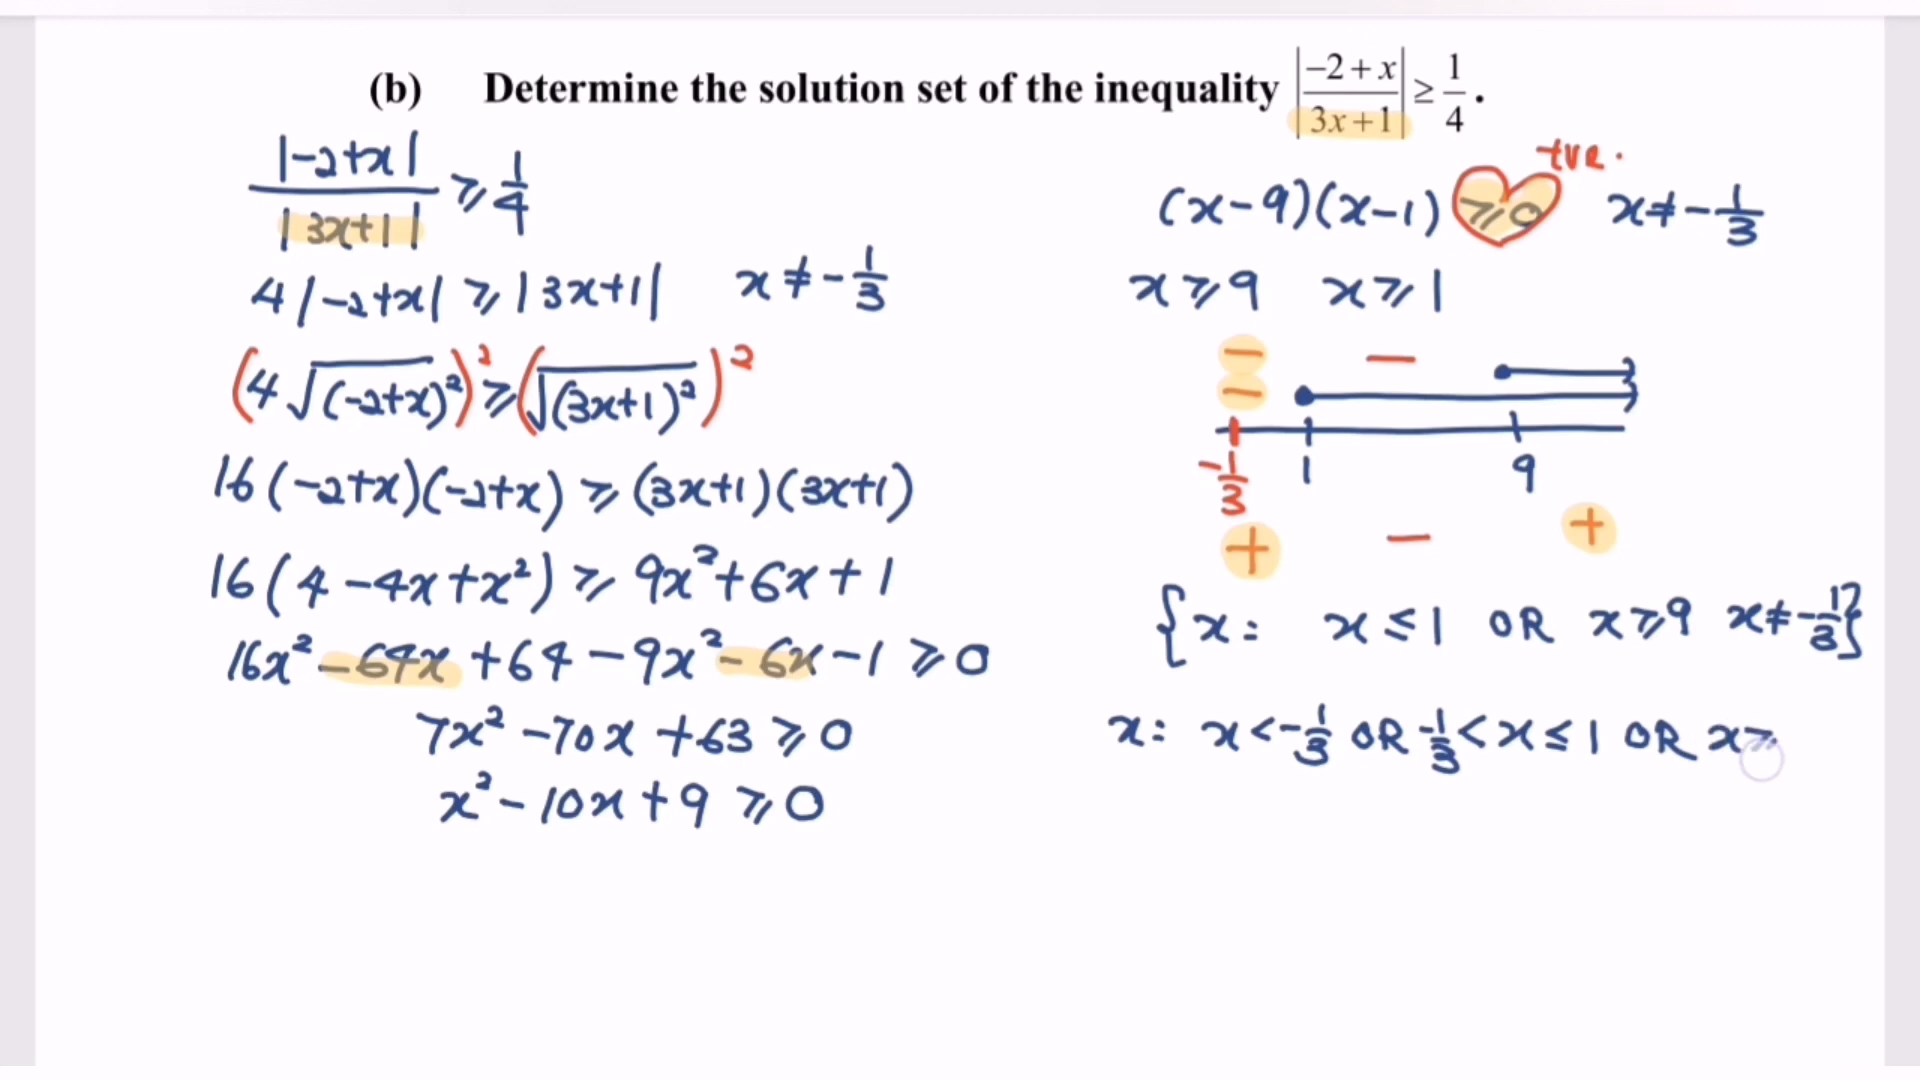 (b) Determine the solution set of the inequality |(−2 + x)/(3x + 1)| ≥ 1/4.
|-2+x|/|3x+1| ≥ 1/4
4|-2+x| ≥ |3x+1| x ≠ -1/3
(4√(-2+x)²)² ≥ (√(3x+1)²)²
16(-2+x)(-2+x) ≥ (3x+1)(3x+1)
16(4-4x+x²) ≥ 9x²+6x+1
16x²-64x+64-9x²-6x-1 ≥ 0
7x²-70x+63 ≥ 0
x²-10x+9 ≥ 0
+ve.
(x-9)(x-1) ≥ 0 x ≠ -1/3
x ≥ 9 x ≥ 1
- -
-
-1/3 1 9
+ - +
{x: x ≤ 1 OR x ≥ 9 x ≠ -1/3}
x: x < -1/3 OR -1/3 < x ≤ 1 OR x ≥